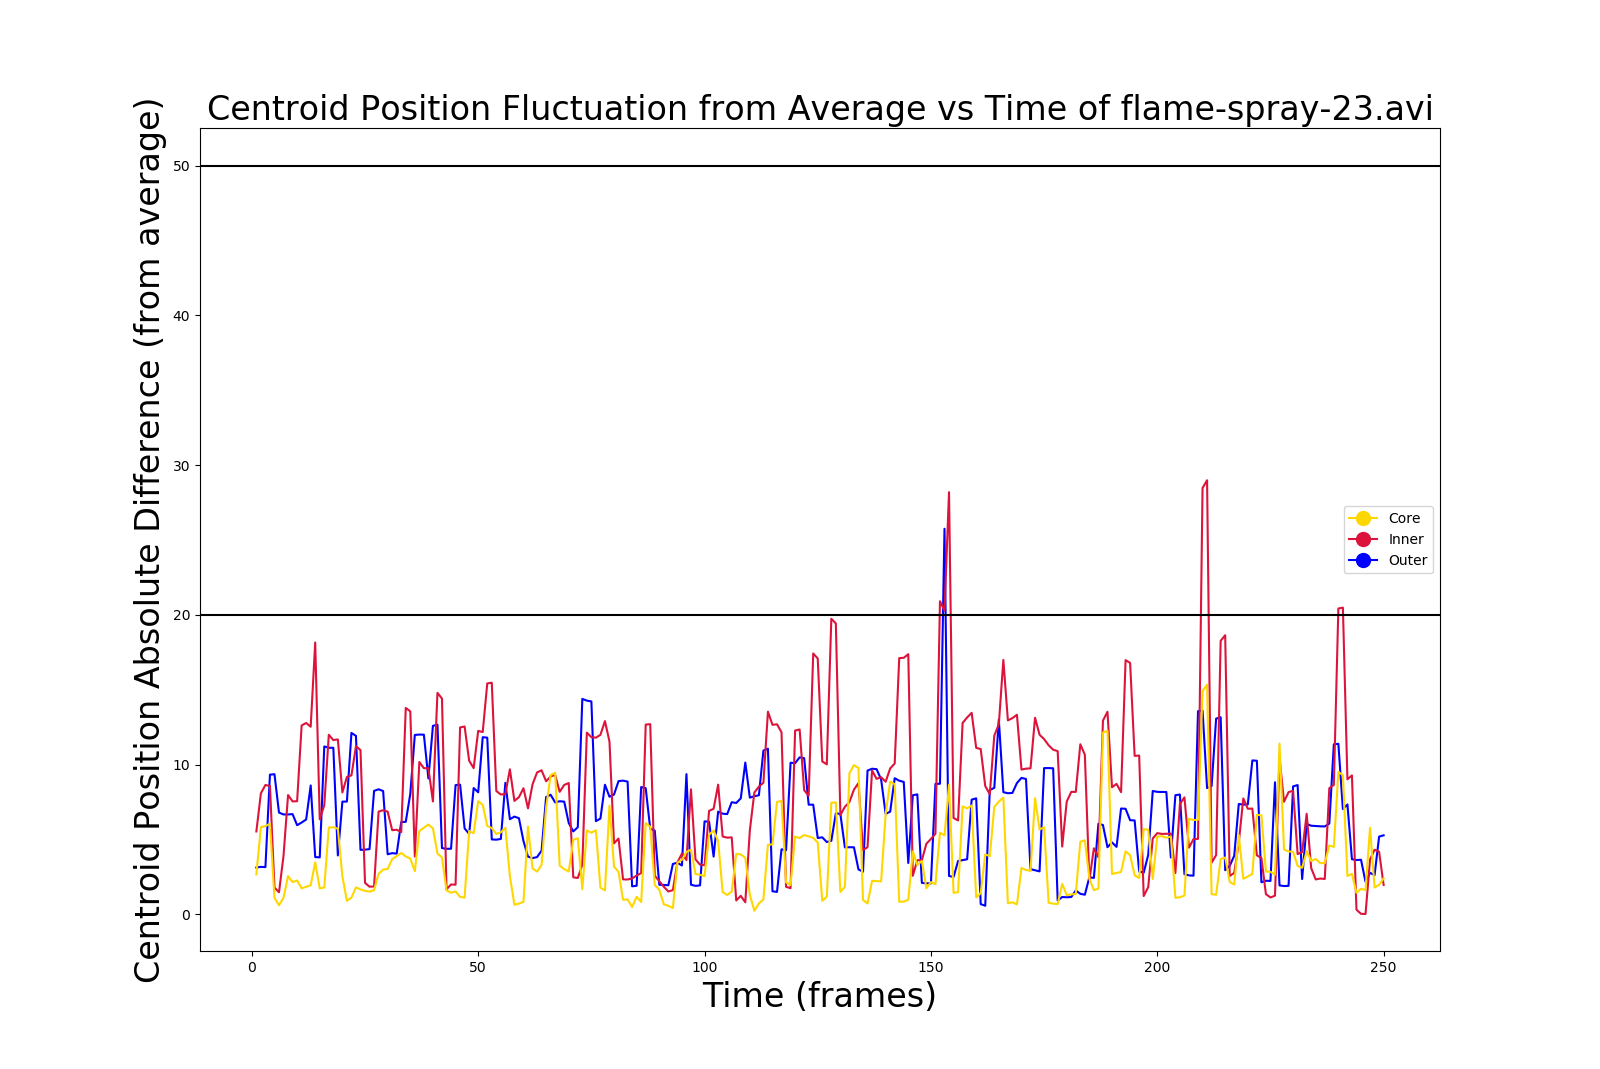 Centroid Position Fluctuation from Average vs Time of flame-spray-23.avi
Centroid Position Absolute Difference (from average)
50
40
30
20
10
0
Core
Inner
Outer
0 50 100 150 200 250
Time (frames)